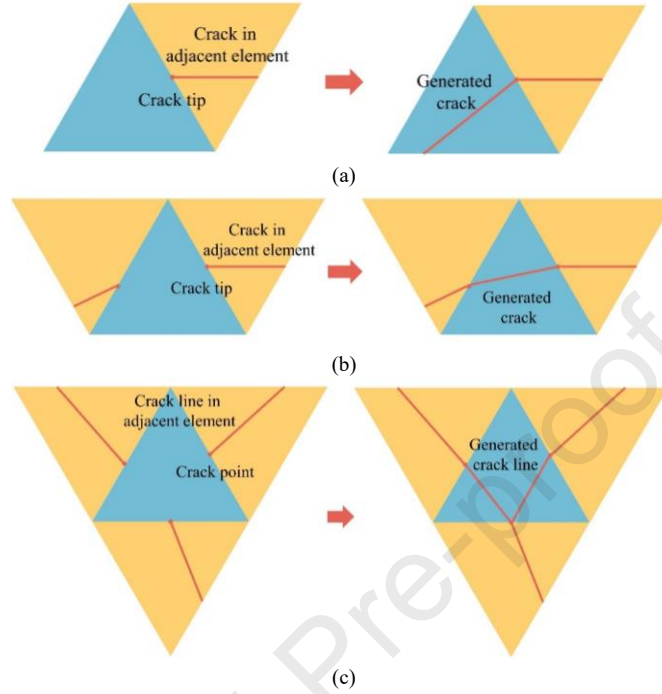 Crack in
adjacent element
Crack tip
Generated
crack
(a)
Crack in
adjacent element
Crack tip
Generated
crack
(b)
Crack line in
adjacent element
Crack point
Generated
crack line
(c)
Pre-proof